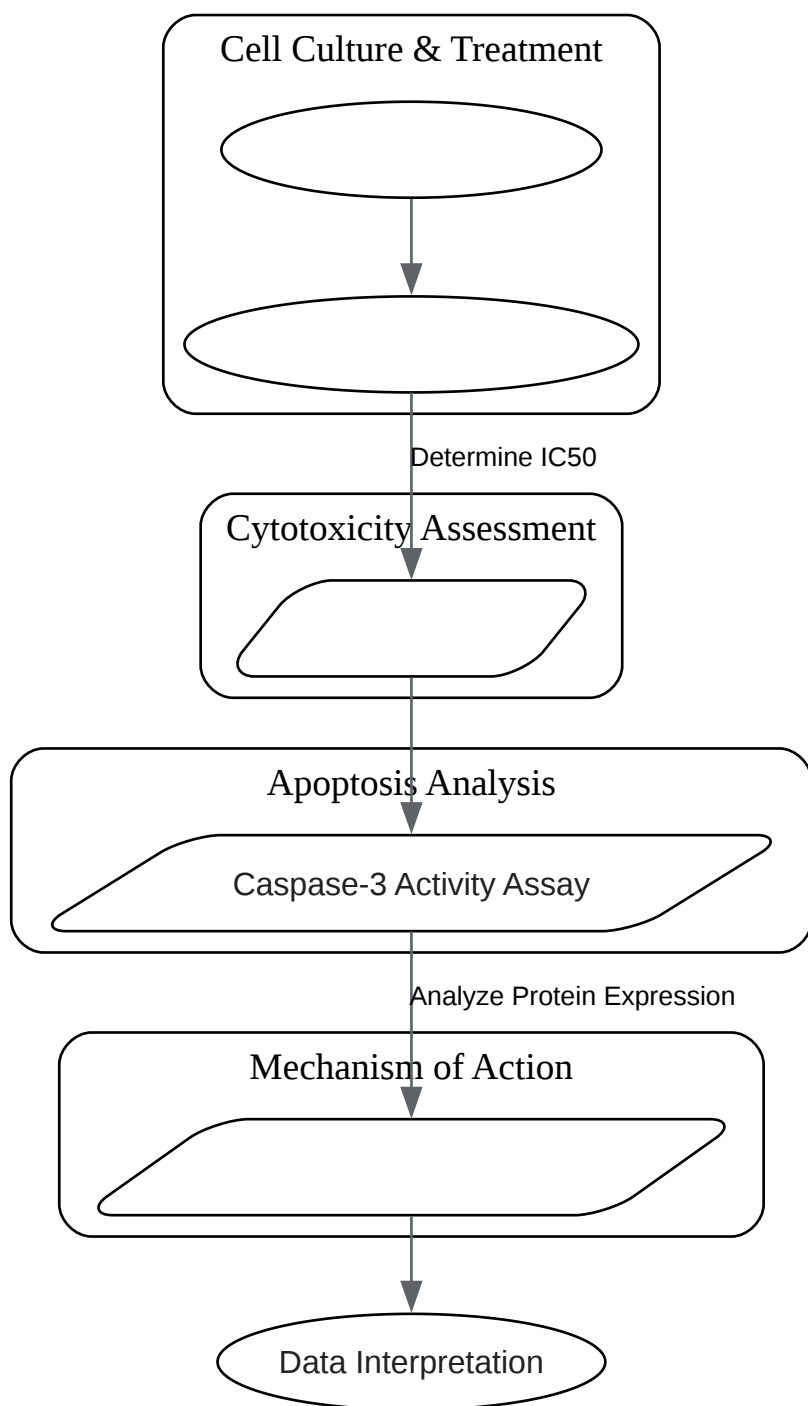 Cell Culture & Treatment
Determine IC50
Cytotoxicity Assessment
Apoptosis Analysis
Caspase-3 Activity Assay
Analyze Protein Expression
Mechanism of Action
Data Interpretation